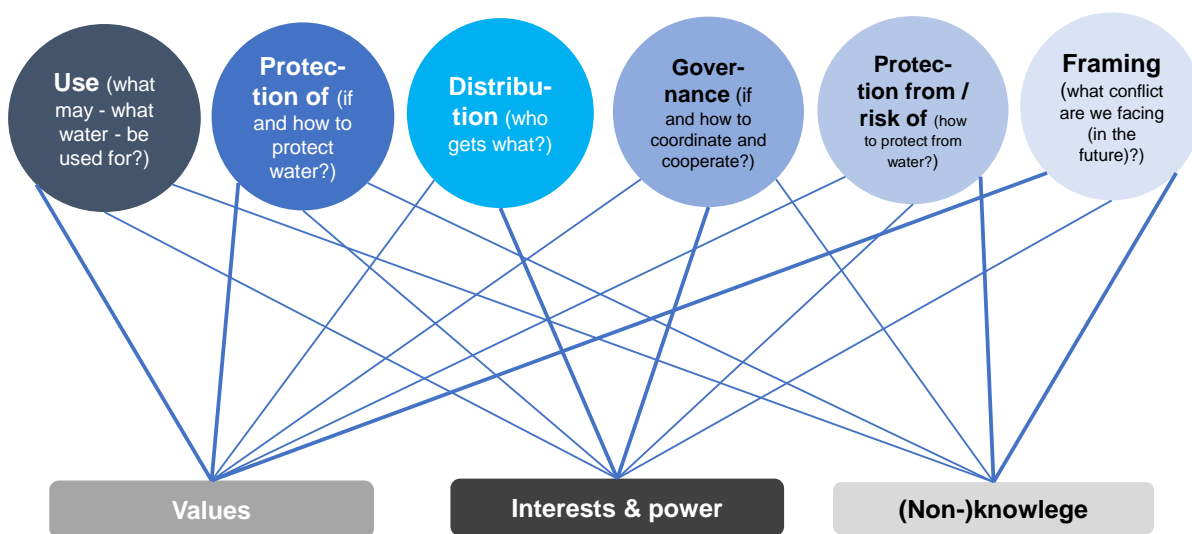 Use (what
may - what
water - be
used for?)
Protec-
tion of (if
and how to
protect
water?)
Distribu-
tion (who
gets what?)
Gover-
nance (if
and how to
coordinate and
cooperate?)
Protec-
tion from /
risk of (how
to protect from
water?)
Framing
(what conflict
are we facing
(in the
future)?)
Values
Interests & power
(Non-)knowlege